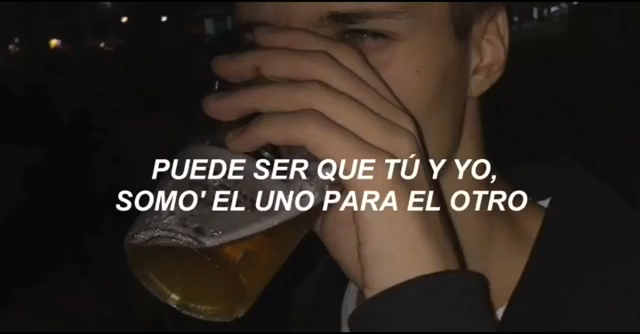 PUEDE SER QUE TÚ Y YO,
SOMO' EL UNO PARA EL OTRO